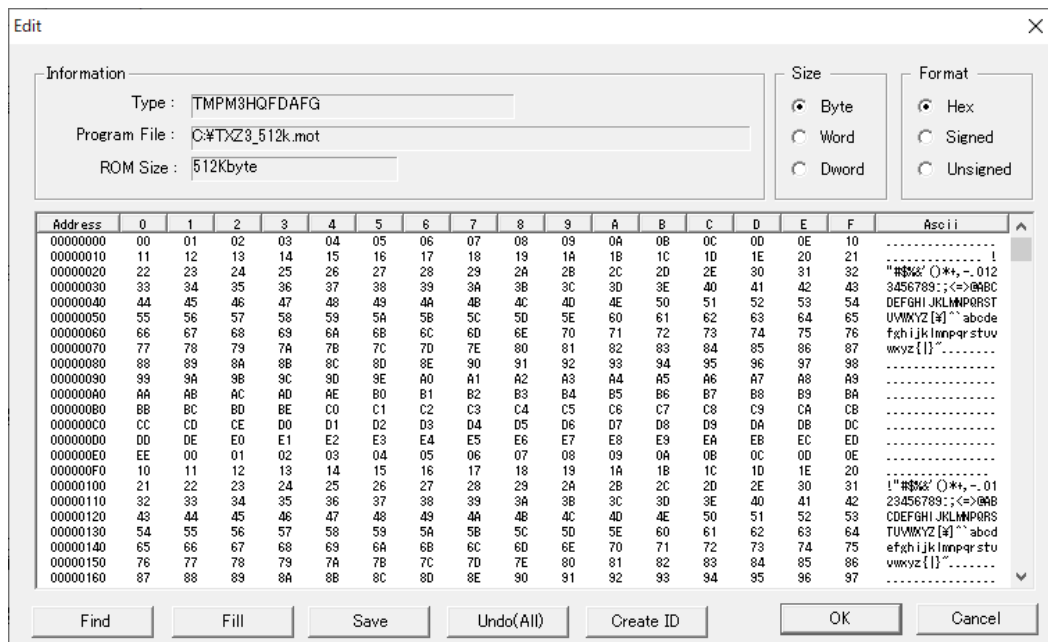 Edit
Information
Type : TMPM3HQFDAFG
Program File : C:¥TXZ3_512k.mot
ROM Size : 512Kbyte
Size
Byte
Word
Dword
Format
Hex
Signed
Unsigned
Address 0 1 2 3 4 5 6 7 8 9 A B C D E F Ascii
00000000 00 01 02 03 04 05 06 07 08 09 0A 0B 0C 0D 0E 10 ................
00000010 11 12 13 14 15 16 17 18 19 1A 1B 1C 1D 1E 20 21 .............. !
00000020 22 23 24 25 26 27 28 29 2A 2B 2C 2D 2E 30 31 32 "#$%&'()*+,-.012
00000030 33 34 35 36 37 38 39 3A 3B 3C 3D 3E 40 41 42 43 3456789:;<=>@ABC
00000040 44 45 46 47 48 49 4A 4B 4C 4D 4E 50 51 52 53 54 DEFGHIJKLMNPQRST
00000050 55 56 57 58 59 5A 5B 5C 5D 5E 60 61 62 63 64 65 UVWXYZ[¥]^`abcde
00000060 66 67 68 69 6A 6B 6C 6D 6E 70 71 72 73 74 75 76 fghijklmnpqrstuv
00000070 77 78 79 7A 7B 7C 7D 7E 80 81 82 83 84 85 86 87 wxyz{|}~........
00000080 88 89 8A 8B 8C 8D 8E 90 91 92 93 94 95 96 97 98 ................
00000090 99 9A 9B 9C 9D 9E A0 A1 A2 A3 A4 A5 A6 A7 A8 A9 ................
000000A0 AA AB AC AD AE B0 B1 B2 B3 B4 B5 B6 B7 B8 B9 BA ................
000000B0 BB BC BD BE C0 C1 C2 C3 C4 C5 C6 C7 C8 C9 CA CB ................
000000C0 CC CD CE D0 D1 D2 D3 D4 D5 D6 D7 D8 D9 DA DB DC ................
000000D0 DD DE E0 E1 E2 E3 E4 E5 E6 E7 E8 E9 EA EB EC ED ................
000000E0 EE 00 01 02 03 04 05 06 07 08 09 0A 0B 0C 0D 0E ................
000000F0 10 11 12 13 14 15 16 17 18 19 1A 1B 1C 1D 1E 20 ...............
00000100 21 22 23 24 25 26 27 28 29 2A 2B 2C 2D 2E 30 31 !"#$%&'()*+,-.01
00000110 32 33 34 35 36 37 38 39 3A 3B 3C 3D 3E 40 41 42 23456789:;<=>@AB
00000120 43 44 45 46 47 48 49 4A 4B 4C 4D 4E 50 51 52 53 CDEFGHIJKLMNPQRS
00000130 54 55 56 57 58 59 5A 5B 5C 5D 5E 60 61 62 63 64 TUVWXYZ[¥]^`abcd
00000140 65 66 67 68 69 6A 6B 6C 6D 6E 70 71 72 73 74 75 efghijklmnpqrstu
00000150 76 77 78 79 7A 7B 7C 7D 7E 80 81 82 83 84 85 86 vwxyz{|}~.......
00000160 87 88 89 8A 8B 8C 8D 8E 90 91 92 93 94 95 96 97 ................
Find Fill Save Undo(All) Create ID OK Cancel